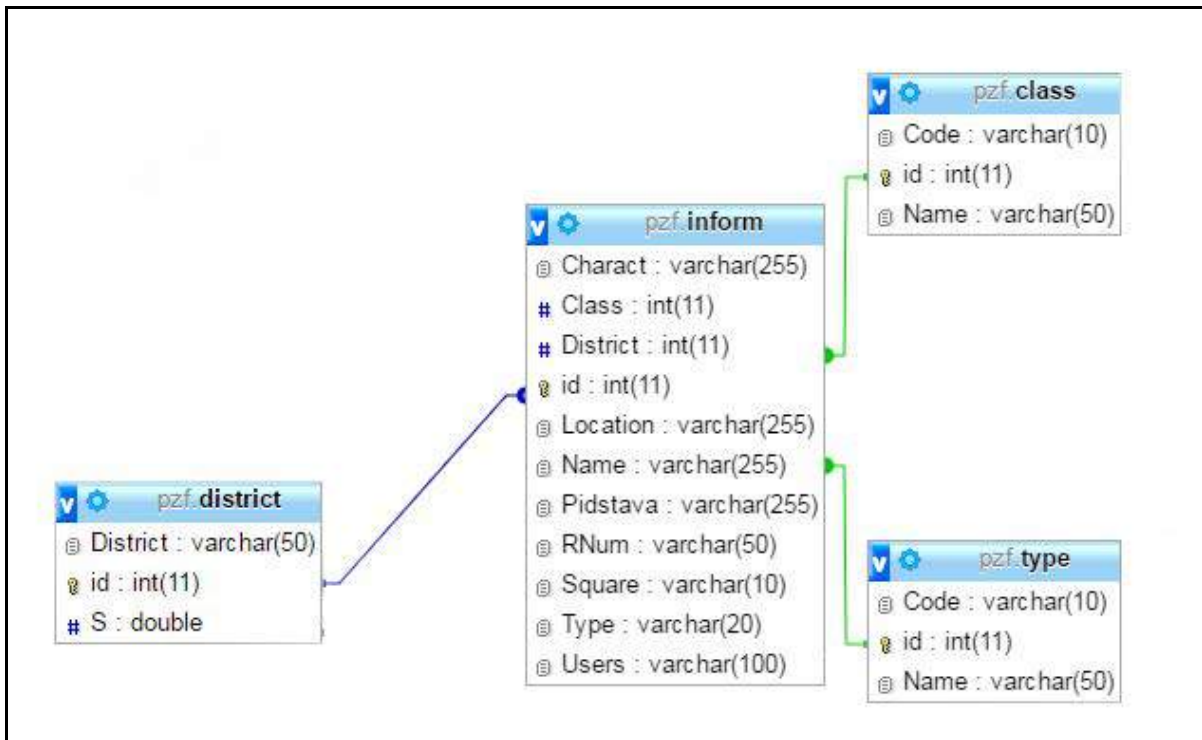 pzf.class
Code : varchar(10)
id : int(11)
Name : varchar(50)
pzf.inform
Charact : varchar(255)
Class : int(11)
District : int(11)
id : int(11)
Location : varchar(255)
Name : varchar(255)
Pidstava : varchar(255)
RNum : varchar(50)
Square : varchar(10)
Type : varchar(20)
Users : varchar(100)
pzf.district
District : varchar(50)
id : int(11)
S : double
pzf.type
Code : varchar(10)
id : int(11)
Name : varchar(50)